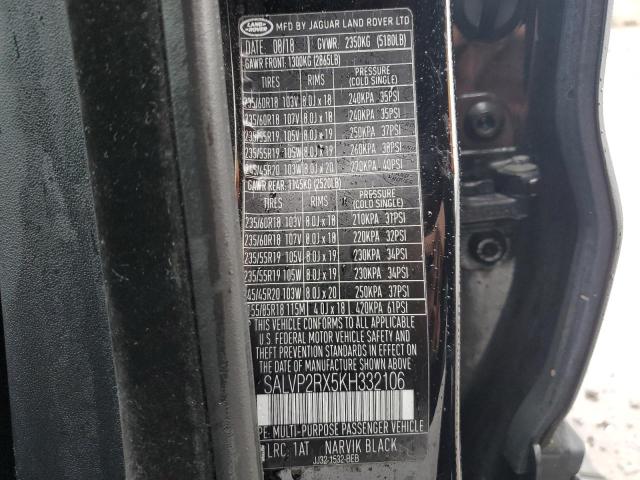 LAND ROVER MFD BY JAGUAR LAND ROVER LTD
DATE 08/18 GVWR. 2350KG (5180LB)
GAWR FRONT: 1300KG (2865LB)
TIRES RIMS PRESSURE (COLD SINGLE)
235/60R18 103V 8.0J x 18 240KPA 35PSI
235/60R18 107V 8.0J x 18 240KPA 35PSI
235/55R19 105V 8.0J x 19 250KPA 37PSI
235/55R19 105W 8.0J x 19 260KPA 38PSI
245/45R20 103W 8.0J x 20 270KPA 40PSI
GAWR REAR: 1145KG (2520LB)
TIRES RIMS PRESSURE (COLD SINGLE)
235/60R18 103V 8.0J x 18 210KPA 31PSI
235/60R18 107V 8.0J x 18 220KPA 32PSI
235/55R19 105V 8.0J x 19 230KPA 34PSI
235/55R19 105W 8.0J x 19 230KPA 34PSI
245/45R20 103W 8.0J x 20 250KPA 37PSI
155/85R18 115M 4.0J x 18 420KPA 61PSI
* THIS VEHICLE CONFORMS TO ALL APPLICABLE
U.S. FEDERAL MOTOR VEHICLE SAFETY AND
THEFT PREVENTION STANDARDS IN EFFECT ON
THE DATE OF MANUFACTURE SHOWN ABOVE.
* SALVP2RX5KH332106 *
TYPE: MULTI-PURPOSE PASSENGER VEHICLE
LRC: 1AT NARVIK BLACK
JJ32-1532-BEB